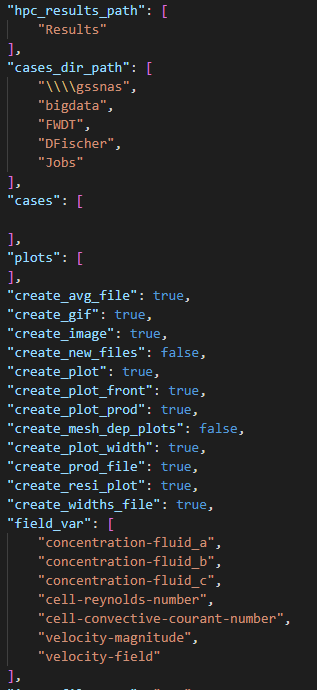 "hpc_results_path": [
"Results"
],
"cases_dir_path": [
"\\\\gssnas",
"bigdata",
"FWDT",
"DFischer",
"Jobs"
],
"cases": [
],
"plots": [
],
"create_avg_file": true,
"create_gif": true,
"create_image": true,
"create_new_files": false,
"create_plot": true,
"create_plot_front": true,
"create_plot_prod": true,
"create_mesh_dep_plots": false,
"create_plot_width": true,
"create_prod_file": true,
"create_resi_plot": true,
"create_widths_file": true,
"field_var": [
"concentration-fluid_a",
"concentration-fluid_b",
"concentration-fluid_c",
"cell-reynolds-number",
"cell-convective-courant-number",
"velocity-magnitude",
"velocity-field"
],